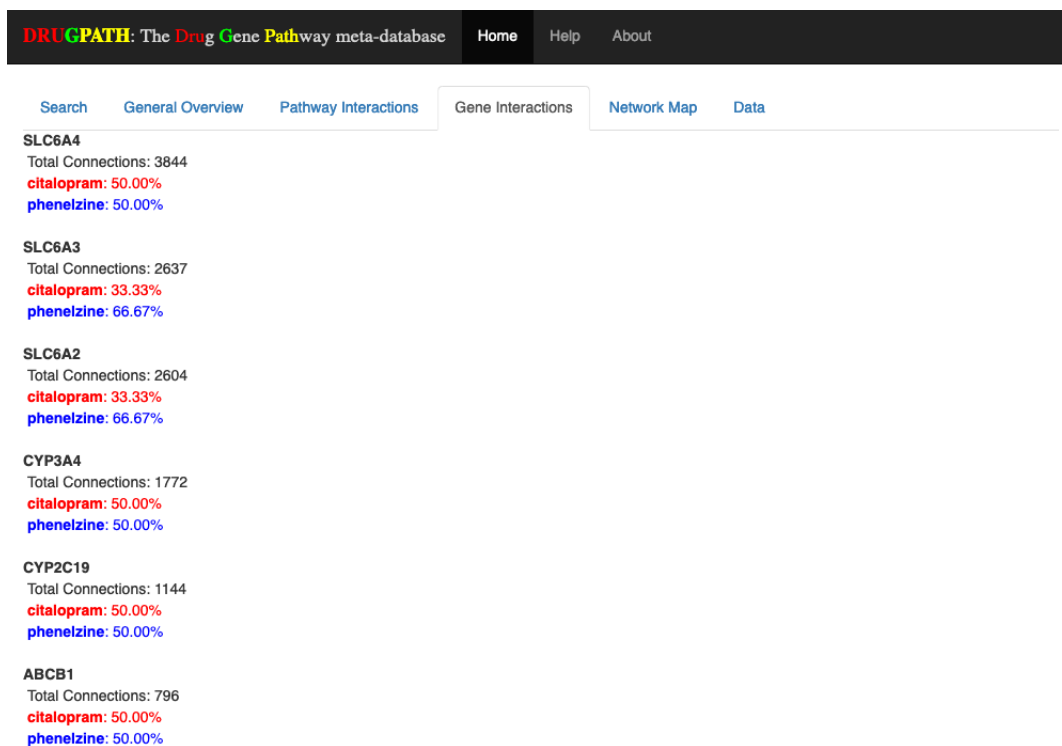 DRUGPATH: The Drug Gene Pathway meta-database Home Help About
Search General Overview Pathway Interactions Gene Interactions Network Map Data
SLC6A4
Total Connections: 3844
citalopram: 50.00%
phenelzine: 50.00%
SLC6A3
Total Connections: 2637
citalopram: 33.33%
phenelzine: 66.67%
SLC6A2
Total Connections: 2604
citalopram: 33.33%
phenelzine: 66.67%
CYP3A4
Total Connections: 1772
citalopram: 50.00%
phenelzine: 50.00%
CYP2C19
Total Connections: 1144
citalopram: 50.00%
phenelzine: 50.00%
ABCB1
Total Connections: 796
citalopram: 50.00%
phenelzine: 50.00%